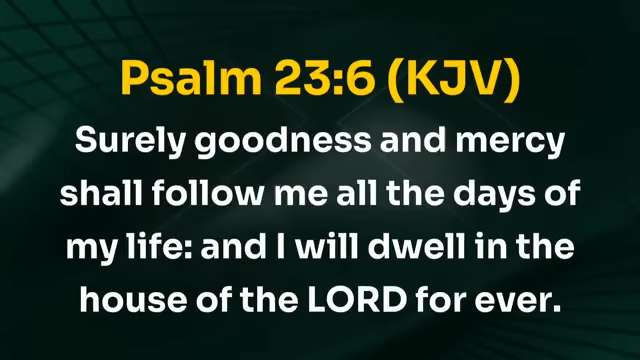 Psalm 23:6 (KJV)
Surely goodness and mercy
shall follow me all the days of
my life: and I will dwell in the
house of the LORD for ever.